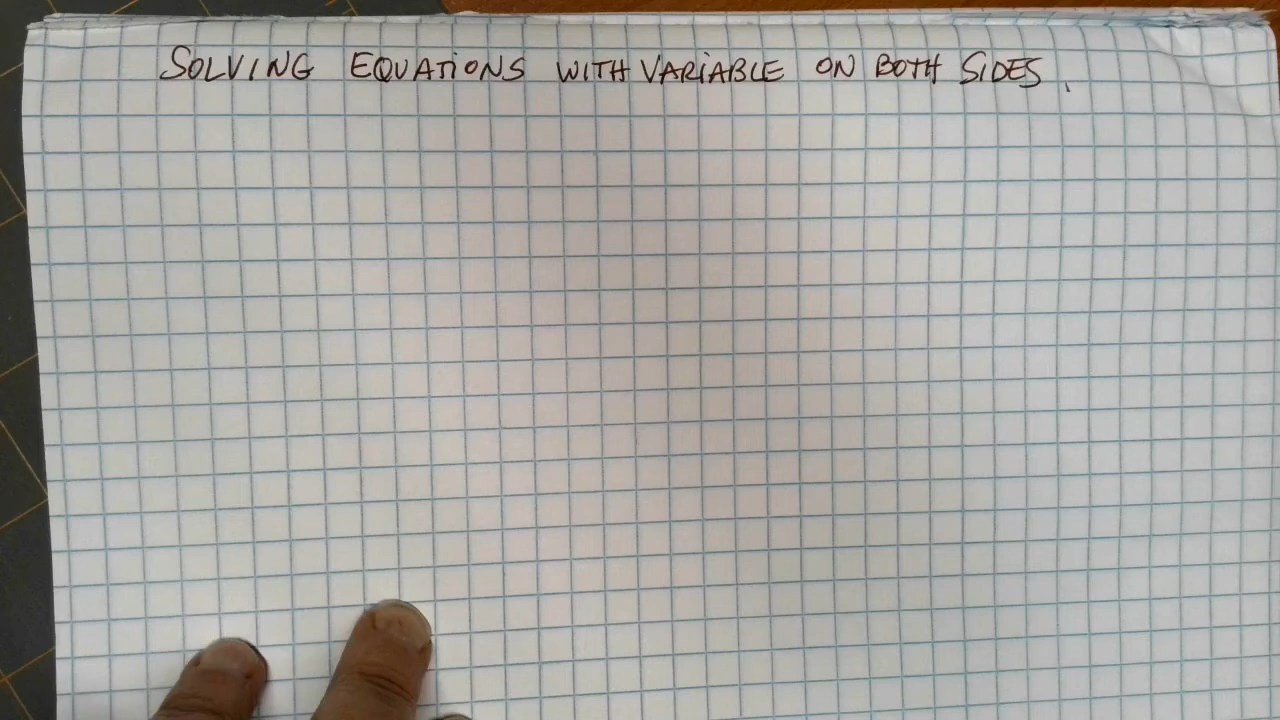 SOLVING EQUATIONS WITH VARIABLE ON BOTH SIDES.